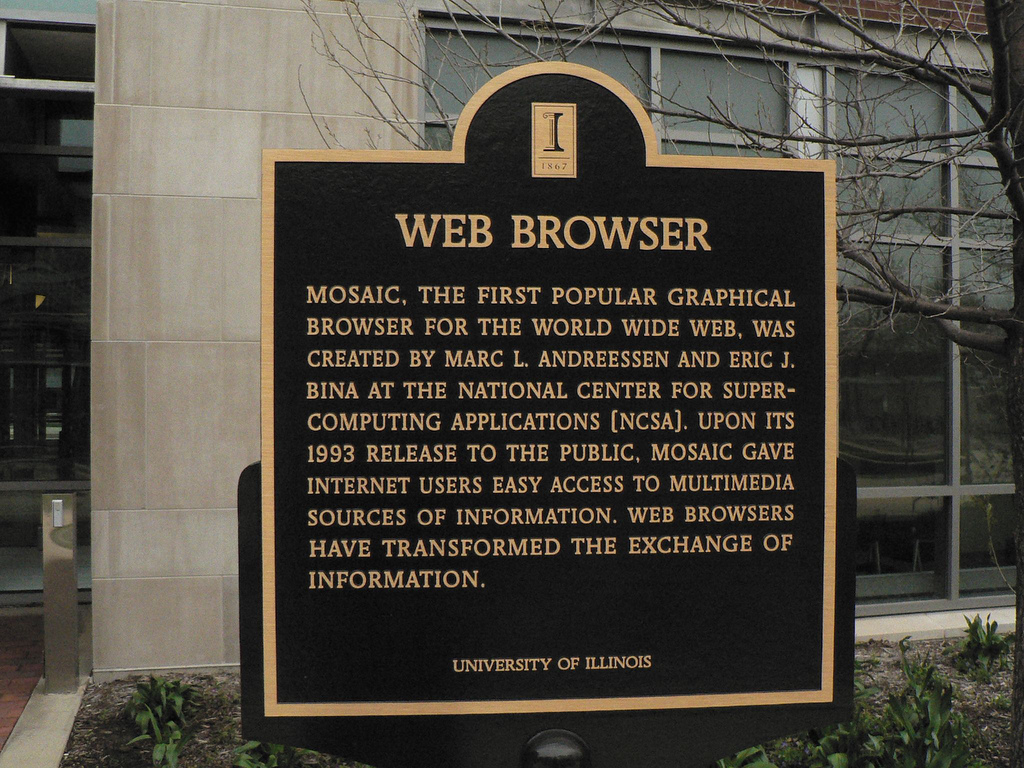 I
1867
WEB BROWSER
MOSAIC, THE FIRST POPULAR GRAPHICAL
BROWSER FOR THE WORLD WIDE WEB, WAS
CREATED BY MARC L. ANDREESSEN AND ERIC J.
BINA AT THE NATIONAL CENTER FOR SUPER-
COMPUTING APPLICATIONS (NCSA). UPON ITS
1993 RELEASE TO THE PUBLIC, MOSAIC GAVE
INTERNET USERS EASY ACCESS TO MULTIMEDIA
SOURCES OF INFORMATION. WEB BROWSERS
HAVE TRANSFORMED THE EXCHANGE OF
INFORMATION.
UNIVERSITY OF ILLINOIS